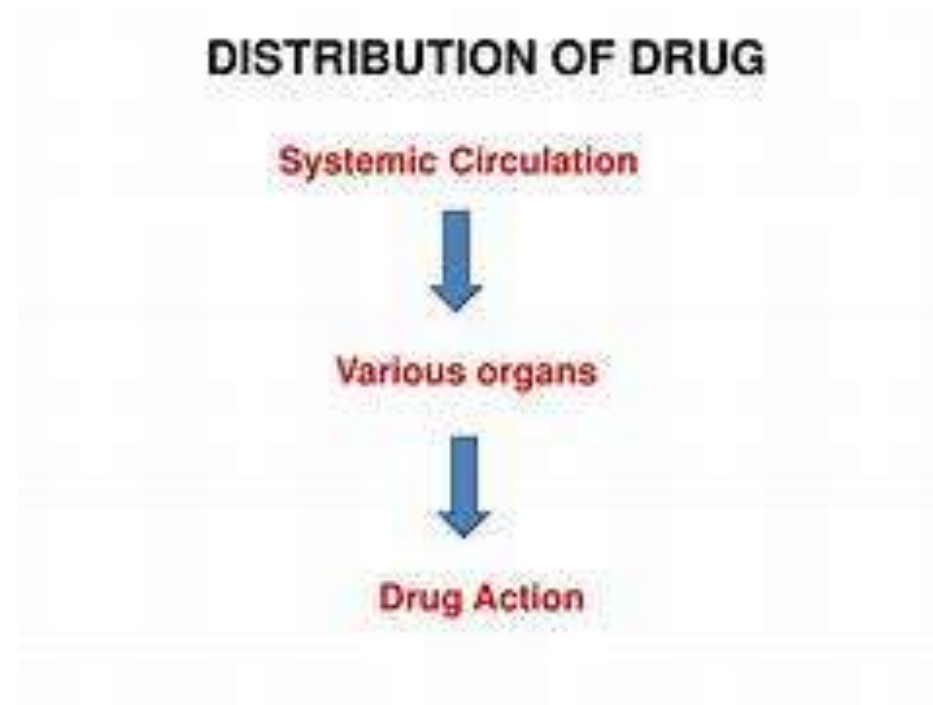 DISTRIBUTION OF DRUG
Systemic Circulation
Various organs
Drug Action